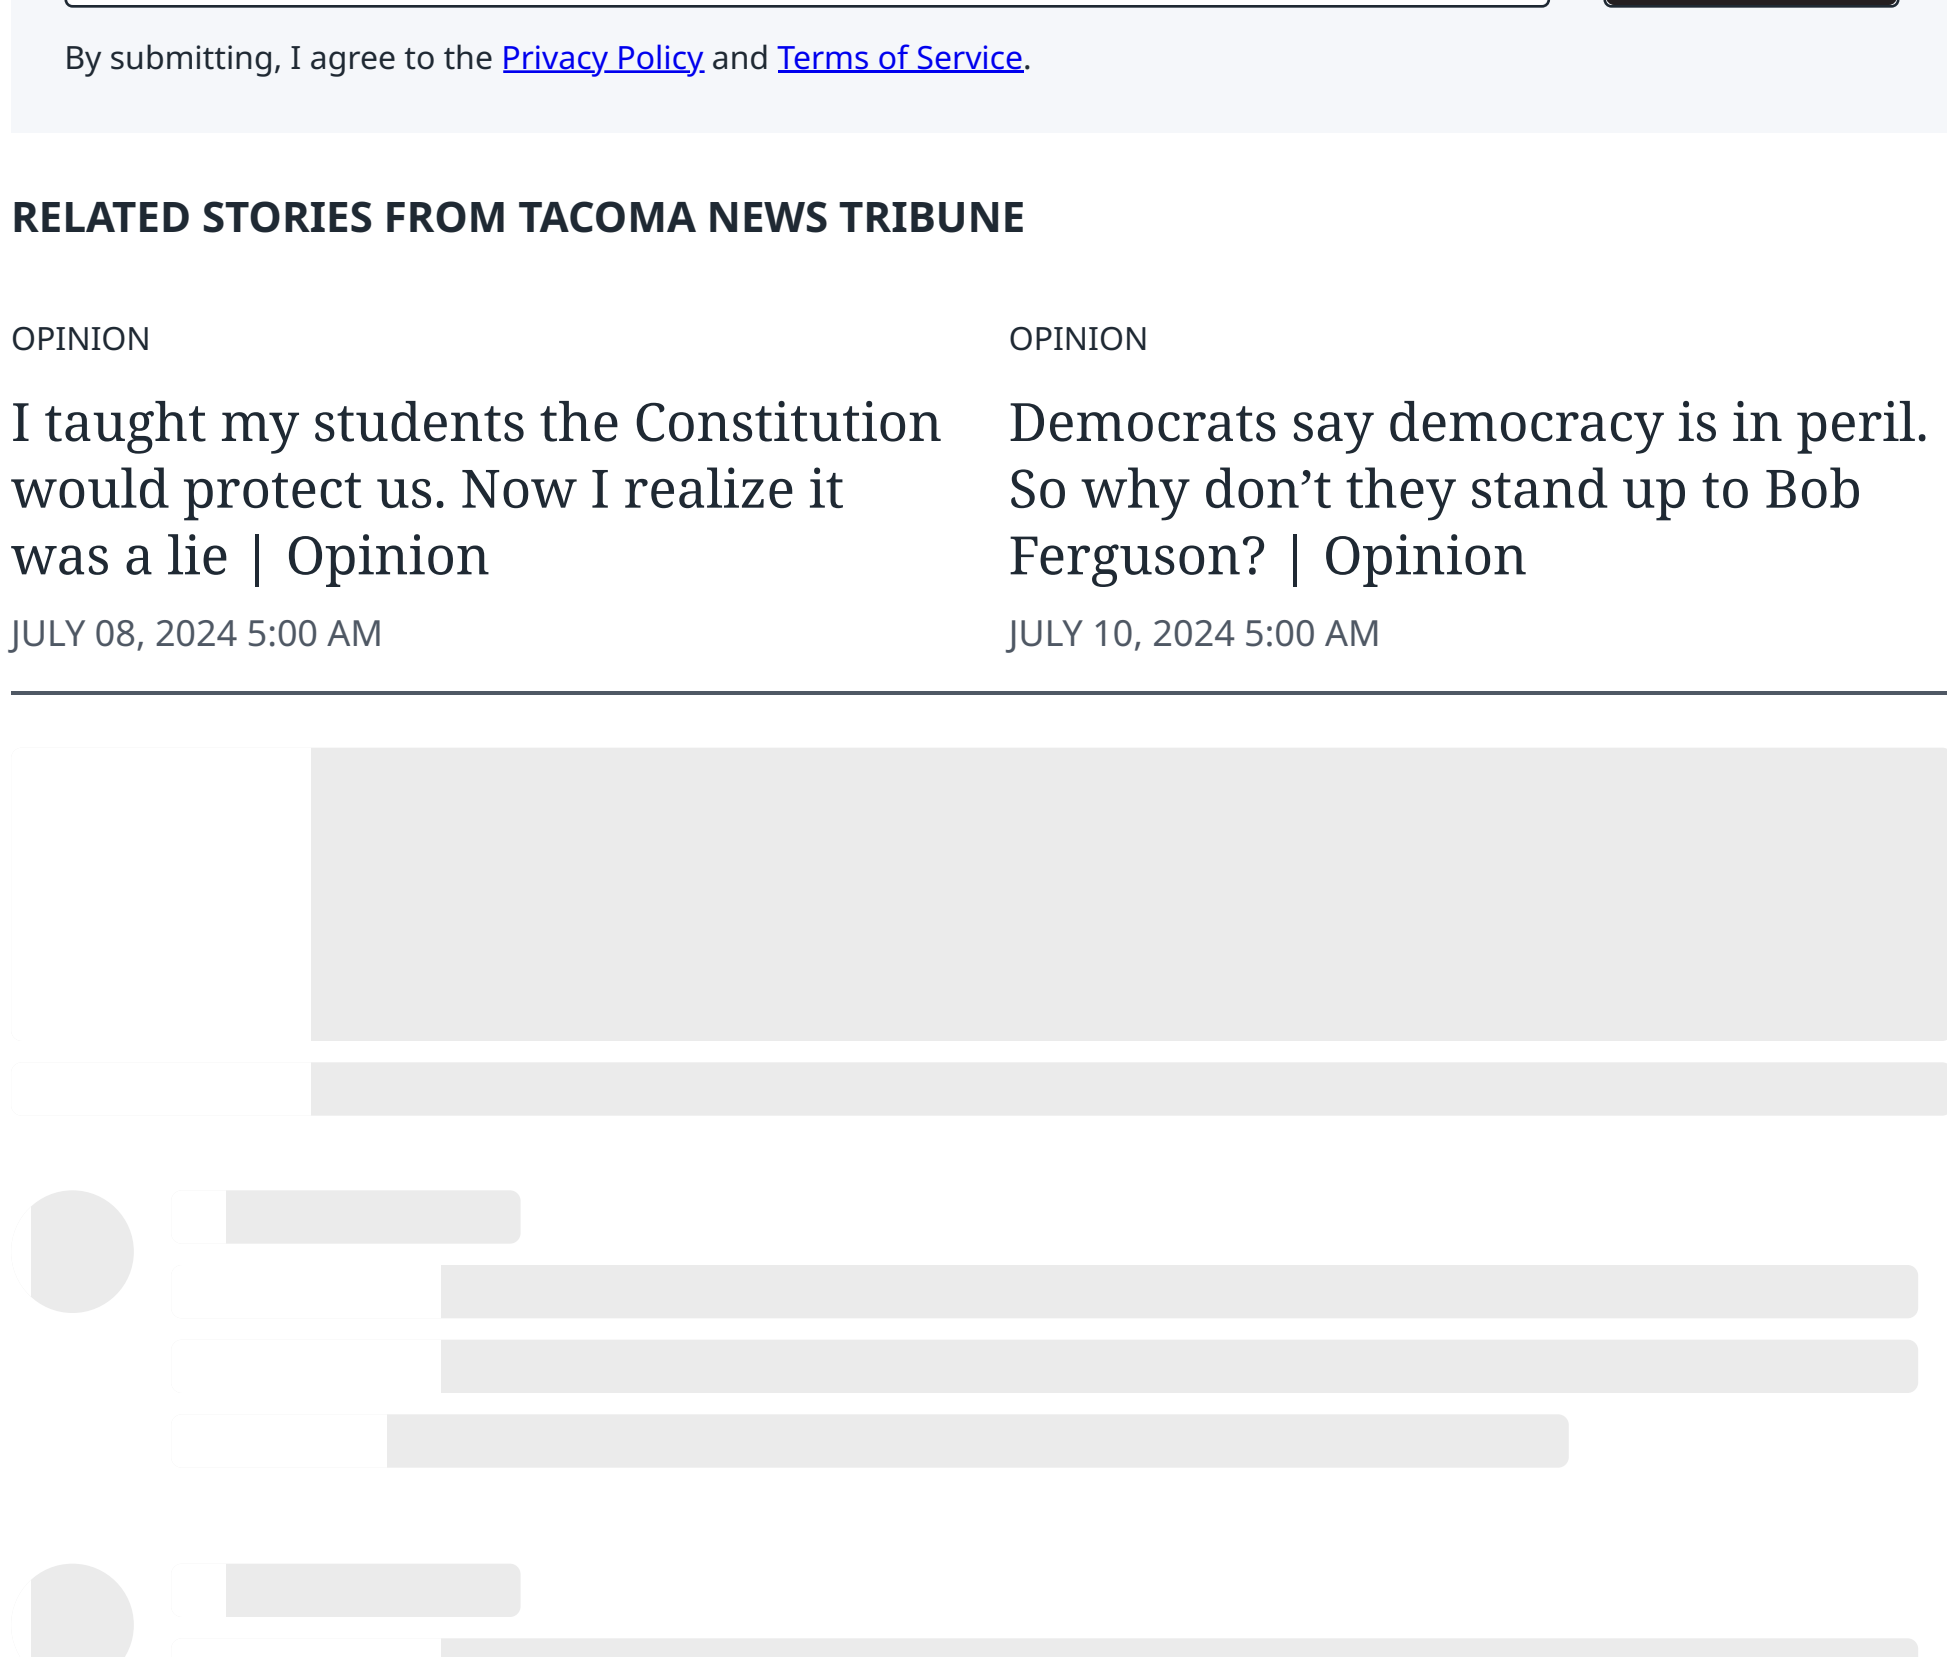 By submitting, I agree to the Privacy Policy and Terms of Service.
RELATED STORIES FROM TACOMA NEWS TRIBUNE
OPINION
I taught my students the Constitution
would protect us. Now I realize it
was a lie | Opinion
JULY 08, 2024 5:00 AM
OPINION
Democrats say democracy is in peril.
So why don’t they stand up to Bob
Ferguson? | Opinion
JULY 10, 2024 5:00 AM